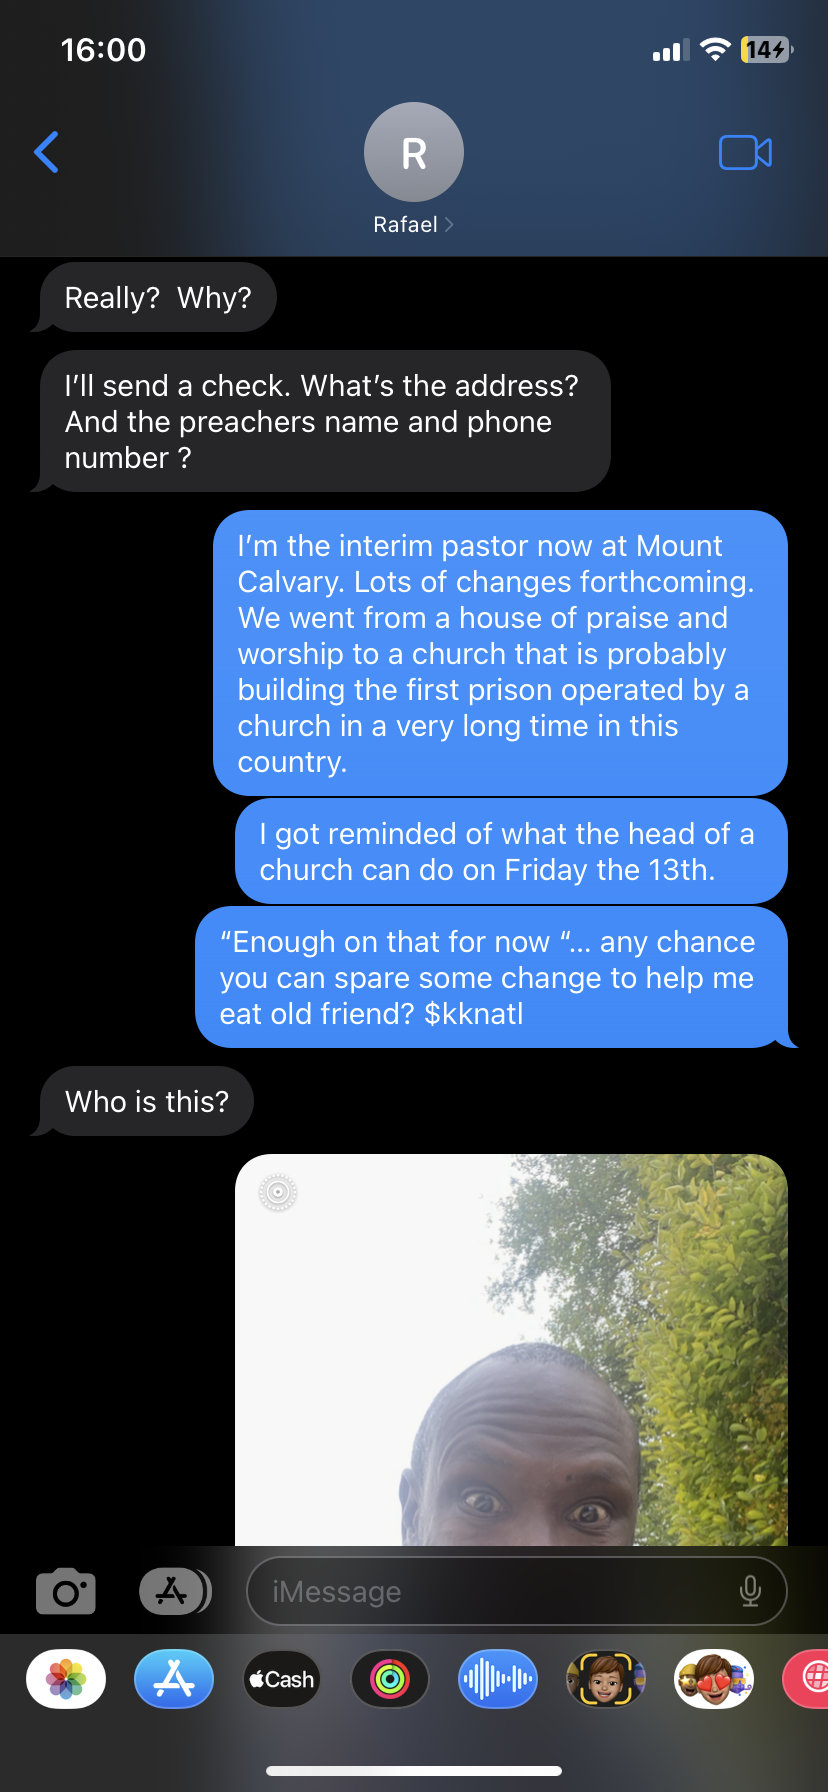 16:00
14
R
Rafael
Really?  Why?
I’ll send a check. What’s the address?
And the preachers name and phone
number ?
I’m the interim pastor now at Mount
Calvary. Lots of changes forthcoming.
We went from a house of praise and
worship to a church that is probably
building the first prison operated by a
church in a very long time in this
country.
I got reminded of what the head of a
church can do on Friday the 13th.
“Enough on that for now “... any chance
you can spare some change to help me
eat old friend? $kknatl
Who is this?
iMessage
Cash